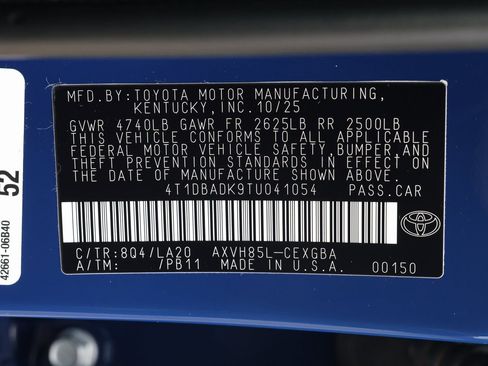 MFD.BY:TOYOTA MOTOR MANUFACTURING,
KENTUCKY,INC.10/25
GVWR 4740LB GAWR FR 2625LB RR 2500LB
THIS VEHICLE CONFORMS TO ALL APPLICABLE
FEDERAL MOTOR VEHICLE SAFETY,BUMPER,AND
THEFT PREVENTION STANDARDS IN EFFECT ON
THE DATE OF MANUFACTURE SHOWN ABOVE.
4T1DBADK9TU041054 PASS.CAR
C/TR:8Q4/LA20 AXVH85L-CEXGBA
A/TM: /PB11 MADE IN U.S.A. 00150
52
42661-06B40